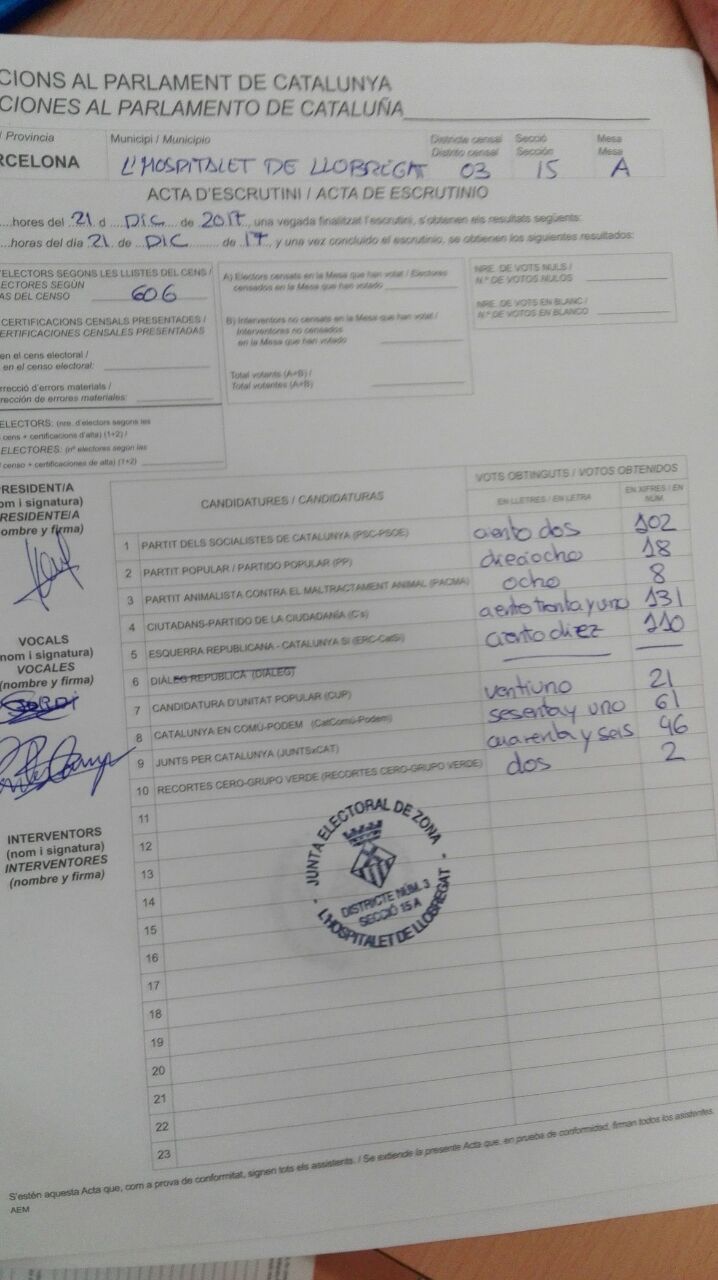 CIONS AL PARLAMENT DE CATALUNYA
CIONES AL PARLAMENTO DE CATALUÑA
/ Provincia
Municipi / Municipio
Districte censal
Distrito censal
Secció
Sección
Mesa
Mesa
RCELONA
L'HOSPITALET DE LLOBREGAT
03
15
A
ACTA D'ESCRUTINI / ACTA DE ESCRUTINIO
....hores del 21 d ....DIC.... de 2017, una vegada finalitzat l'escrutini, s'obtenen els resultats següents:
....horas del día 21 de DIC ......... de 17, y una vez concluido el escrutinio, se obtienen los siguientes resultados:
ELECTORS SEGONS LES LLISTES DEL CENS /
ECTORES SEGÚN
AS DEL CENSO 606
CERTIFICACIONS CENSALS PRESENTADES /
ERTIFICACIONES CENSALES PRESENTADAS
en el cens electoral /
en el censo electoral:
rrecció d'errors materials /
rección de errores materiales:
ELECTORS: (nre. d'electors segons les
cens + certificacions d'alta) (1+2) /
ELECTORES: (nº electores según las
censo + certificaciones de alta) (1+2)
A) Electors censats en la Mesa que han votat / Electores
censados en la Mesa que han votado
B) Interventors no censats en la Mesa que han votat /
Interventores no censados
en la Mesa que han votado
Total votants (A+B) /
Total votantes (A+B)
NRE. DE VOTS NULS /
N.º DE VOTOS NULOS
NRE. DE VOTS EN BLANC /
N.º DE VOTOS EN BLANCO
RESIDENT/A
om i signatura)
RESIDENTE/A
ombre y firma)
VOCALS
(nom i signatura)
VOCALES
(nombre y firma)
INTERVENTORS
(nom i signatura)
INTERVENTORES
(nombre y firma)
CANDIDATURES / CANDIDATURAS
VOTS OBTINGUTS / VOTOS OBTENIDOS
EN LLETRES / EN LETRA
EN XIFRES / EN NÚM.
1 PARTIT DELS SOCIALISTES DE CATALUNYA (PSC-PSOE) ciento dos 102
2 PARTIT POPULAR / PARTIDO POPULAR (PP) dieciocho 18
3 PARTIT ANIMALISTA CONTRA EL MALTRACTAMENT ANIMAL (PACMA) ocho 8
4 CIUTADANS-PARTIDO DE LA CIUDADANÍA (C's) ciento treinta y uno 131
5 ESQUERRA REPUBLICANA - CATALUNYA SÍ (ERC-CatSí) ciento diez 110
6 DIÀLEG REPÚBLICA (DIÀLEG)
7 CANDIDATURA D'UNITAT POPULAR (CUP) ventiuno 21
8 CATALUNYA EN COMÚ-PODEM (CatComú-Podem) sesenta y uno 61
9 JUNTS PER CATALUNYA (JUNTSxCAT) cuarenta y seis 46
10 RECORTES CERO-GRUPO VERDE (RECORTES CERO-GRUPO VERDE) dos 2
11
12
13
14
15
16
17
18
19
20
21
22
23
JUNTA ELECTORAL DE ZONA
DISTRICTE NÚM. 3
SECCIÓ 15 A
L'HOSPITALET DE LLOBREGAT
S'estén aquesta Acta que, com a prova de conformitat, signen tots els assistents. / Se extiende la presente Acta que, en prueba de conformidad, firman todos los asistentes.
AEM